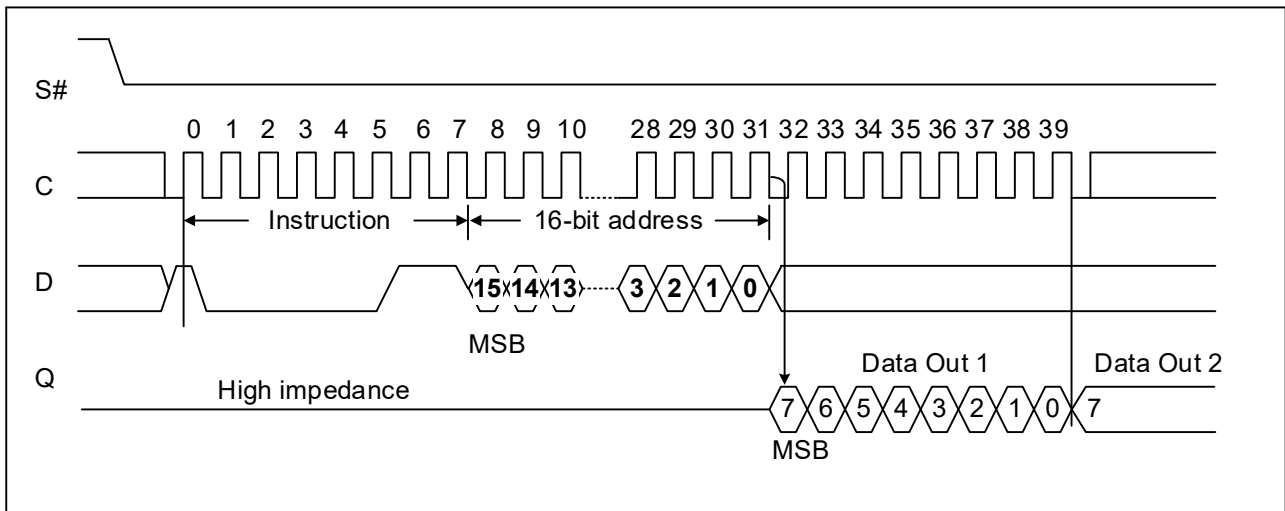 S#
0 1 2 3 4 5 6 7 8 9 10 28 29 30 31 32 33 34 35 36 37 38 39
C
Instruction 16-bit address
D
15 14 13 3 2 1 0
MSB
Data Out 1 Data Out 2
Q
High impedance
7 6 5 4 3 2 1 0 7
MSB